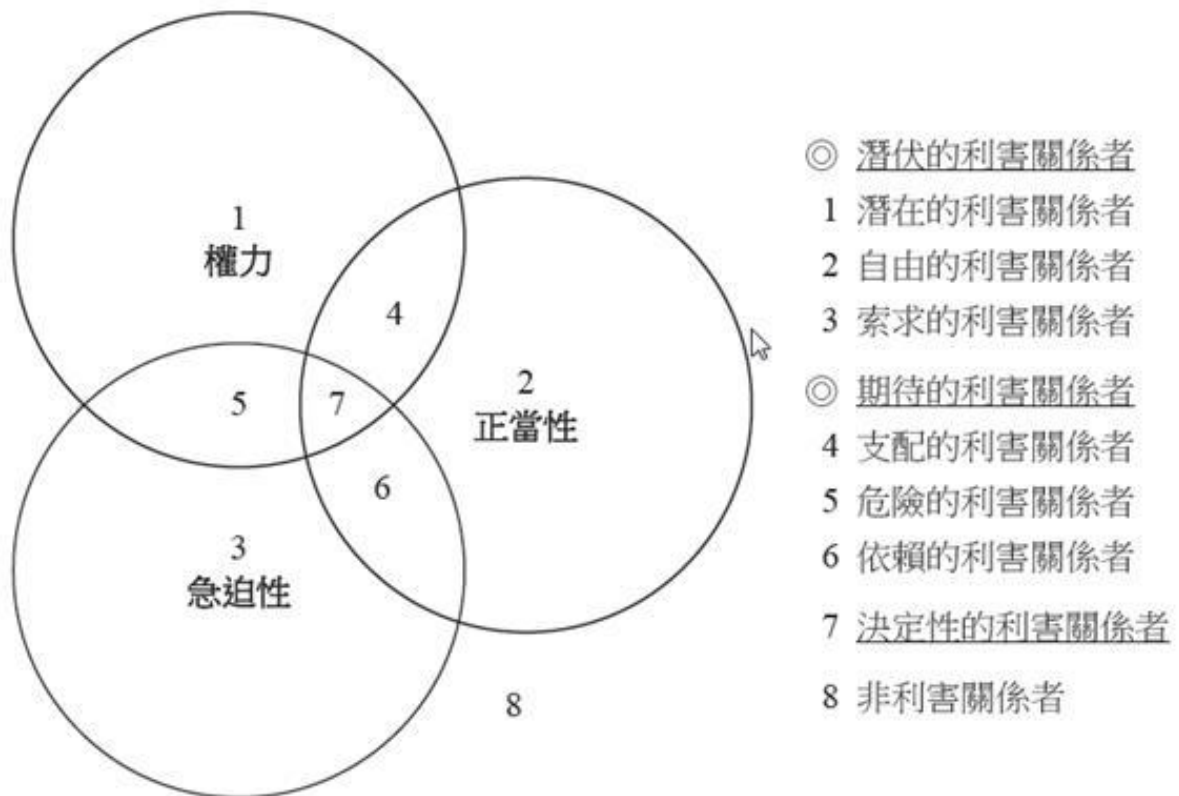 1
權力
4
2
正當性
5
7
6
3
急迫性
8
◎ 潛伏的利害關係者
1 潛在的利害關係者
2 自由的利害關係者
3 索求的利害關係者
◎ 期待的利害關係者
4 支配的利害關係者
5 危險的利害關係者
6 依賴的利害關係者
7 決定性的利害關係者
8 非利害關係者